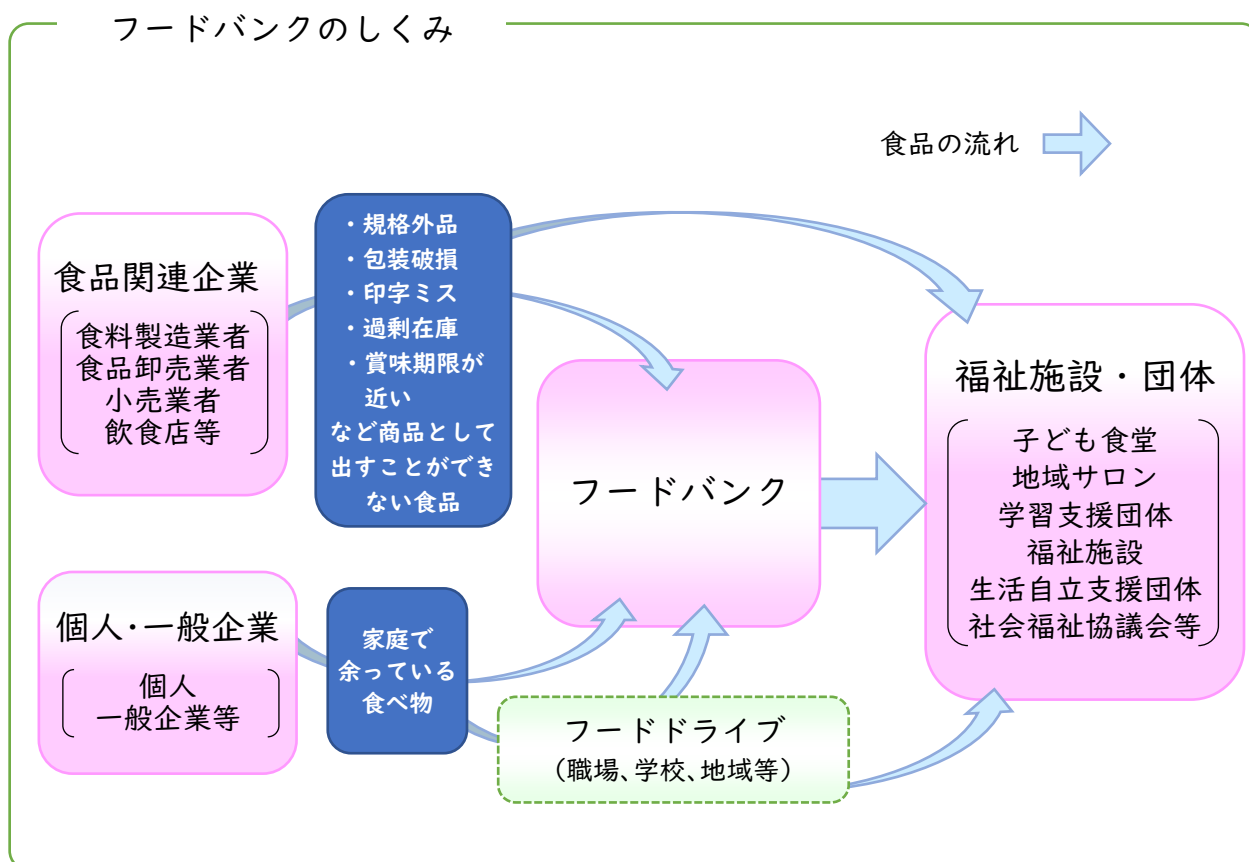 フードバンクのしくみ
食品の流れ
食品関連企業
食料製造業者
食品卸売業者
小売業者
飲食店等
・規格外品
・包装破損
・印字ミス
・過剰在庫
・賞味期限が
近い
など商品として
出すことができ
ない食品
フードバンク
福祉施設・団体
子ども食堂
地域サロン
学習支援団体
福祉施設
生活自立支援団体
社会福祉協議会等
個人・一般企業
個人
一般企業等
家庭で
余っている
食べ物
フードドライブ
(職場、学校、地域等)